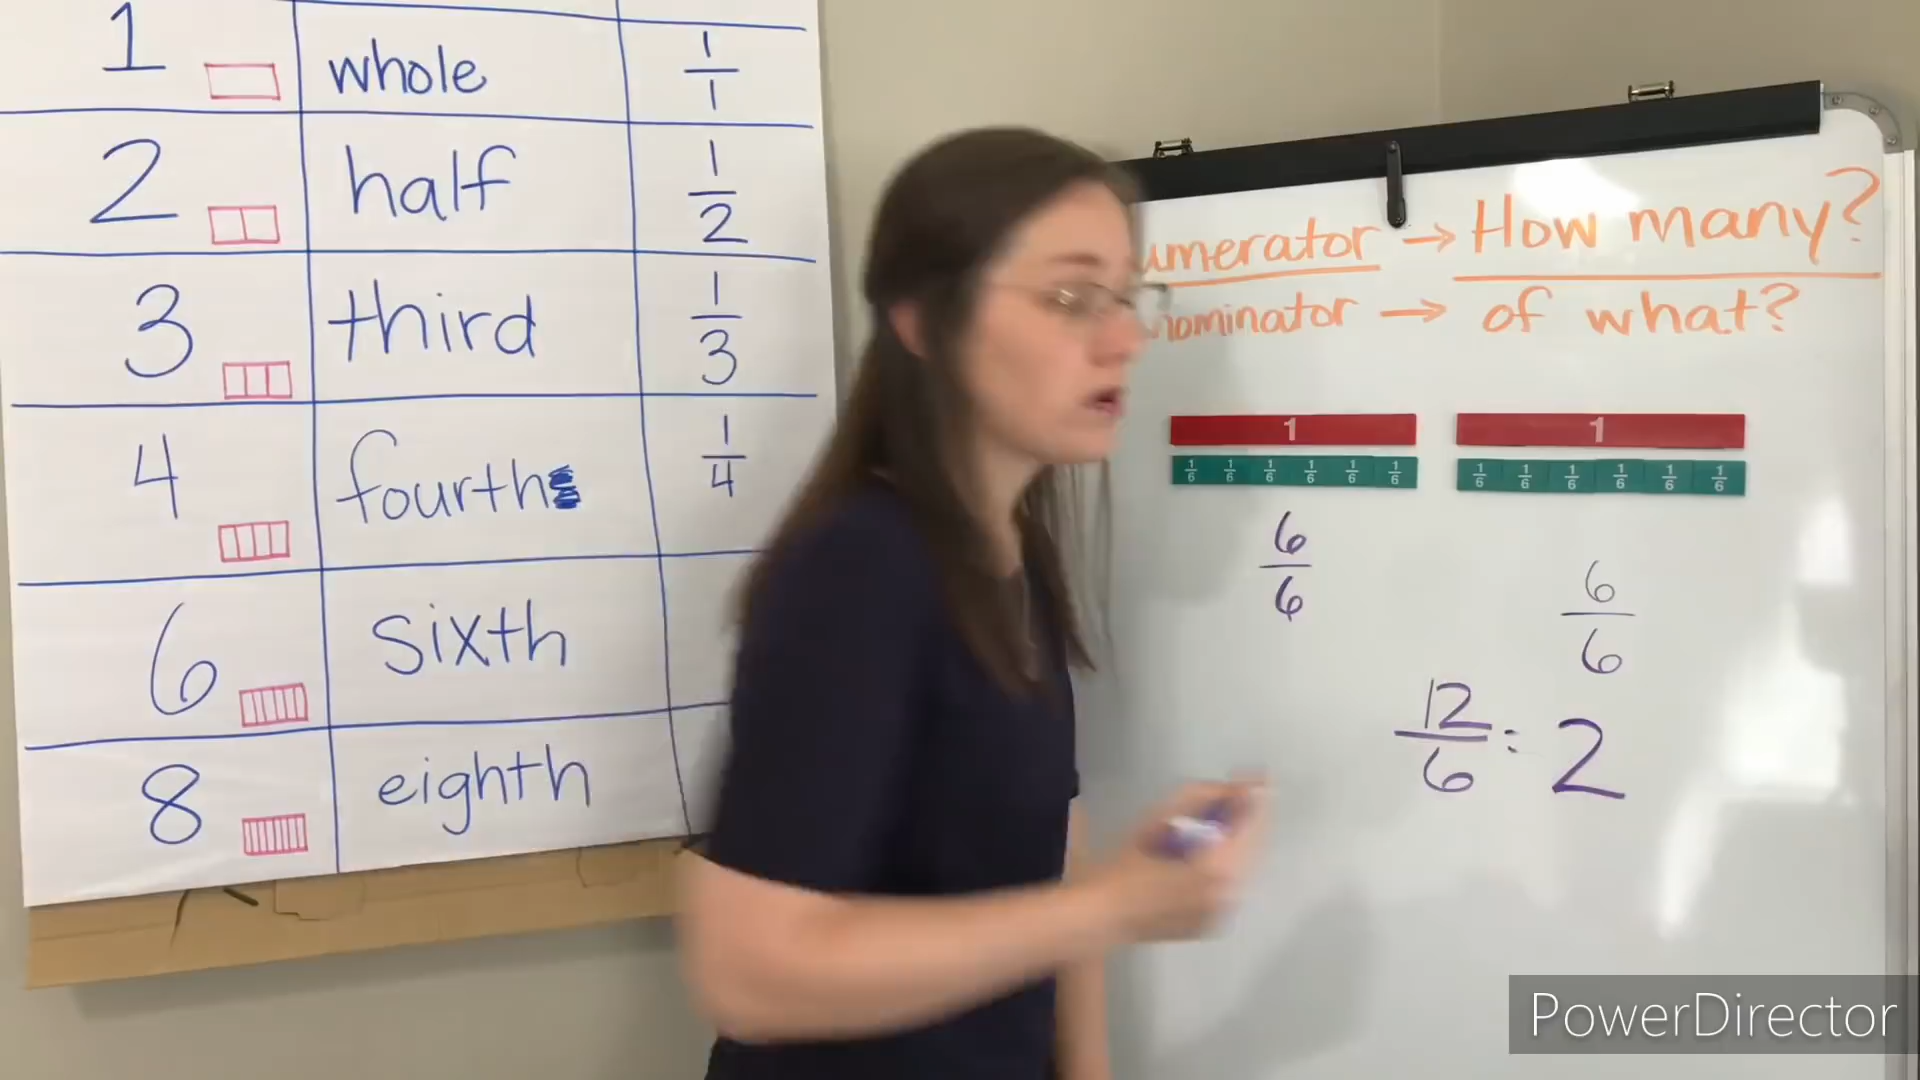 1 whole 1/1
2 half 1/2
3 third 1/3
4 fourth 1/4
6 sixth
8 eighth
umerator → How many?
nominator → of what?
1 1
1/6 1/6 1/6 1/6 1/6 1/6 1/6 1/6 1/6 1/6 1/6 1/6
6/6 6/6
12/6 = 2
PowerDirector